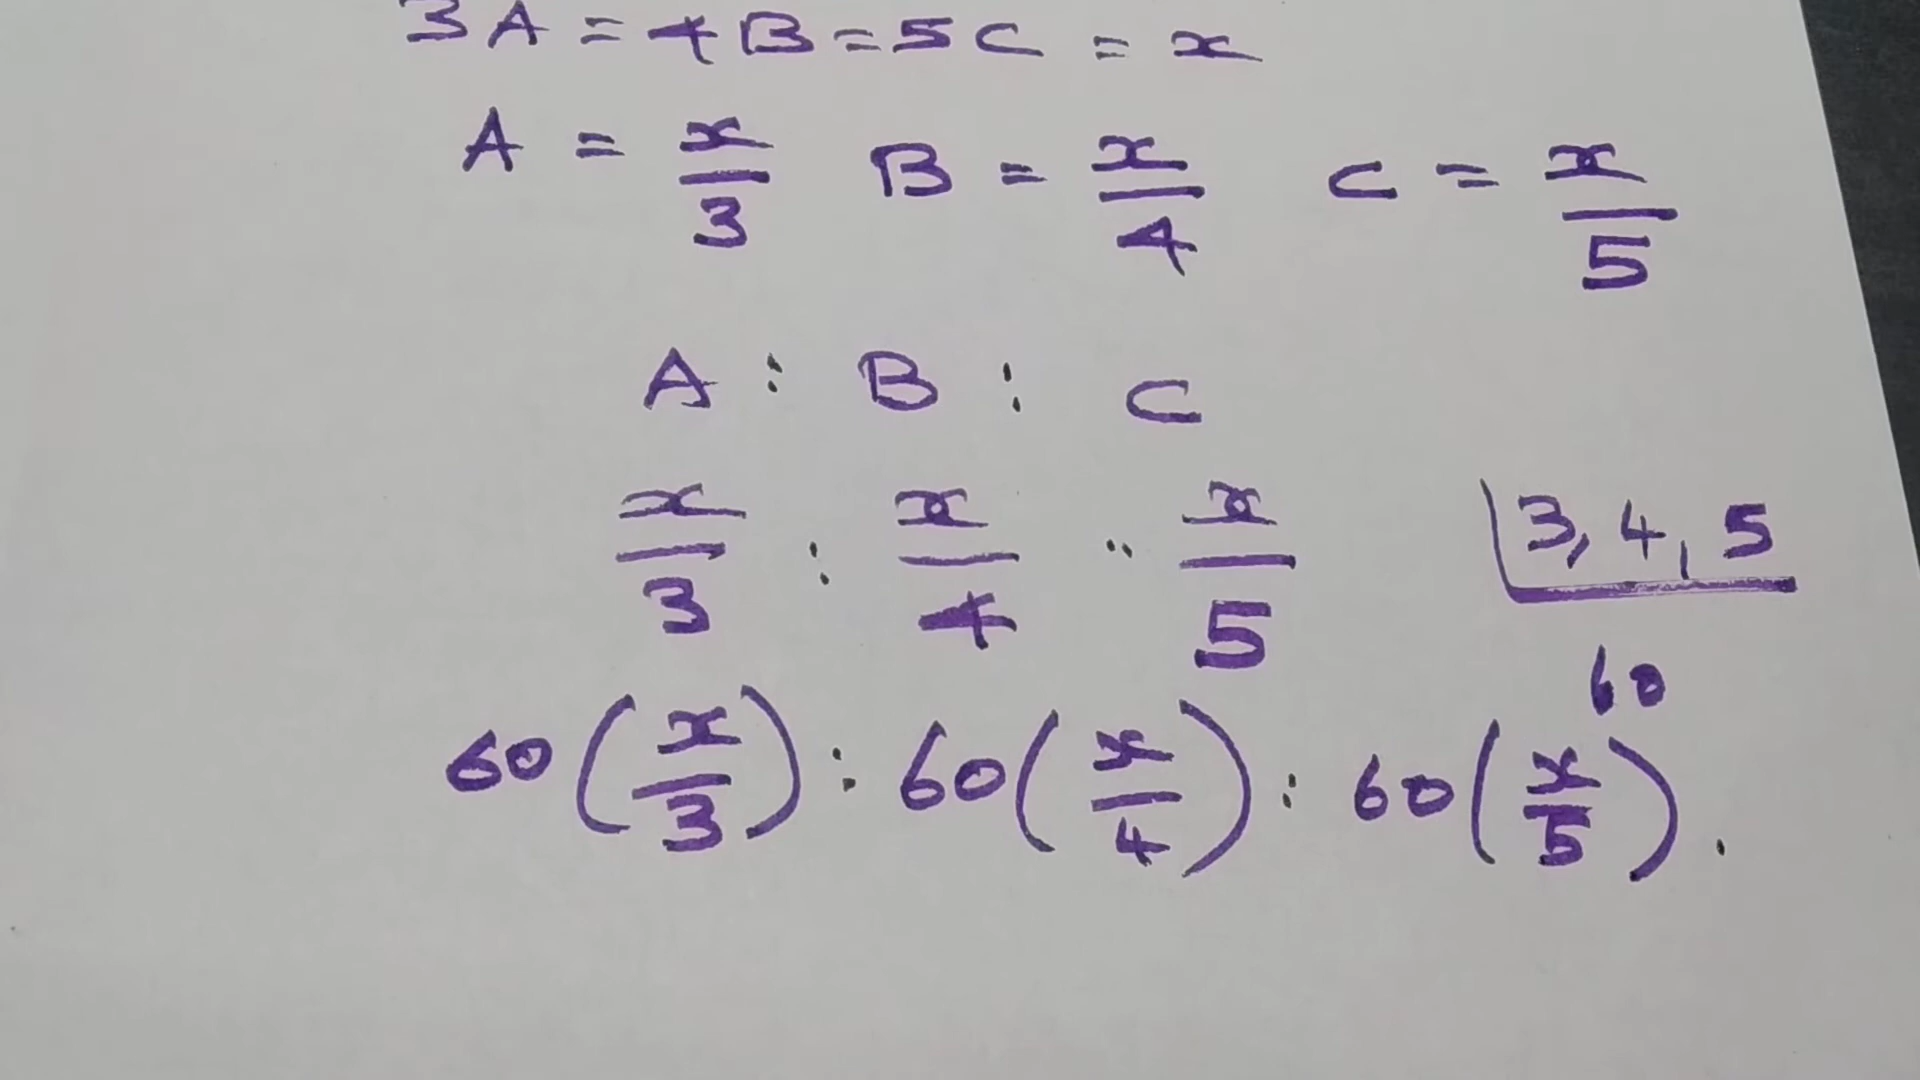 3A = 4B = 5C = x
A = x/3 B = x/4 C = x/5
A : B : C
x/3 : x/4 : x/5
3, 4, 5
60
60(x/3) : 60(x/4) : 60(x/5).